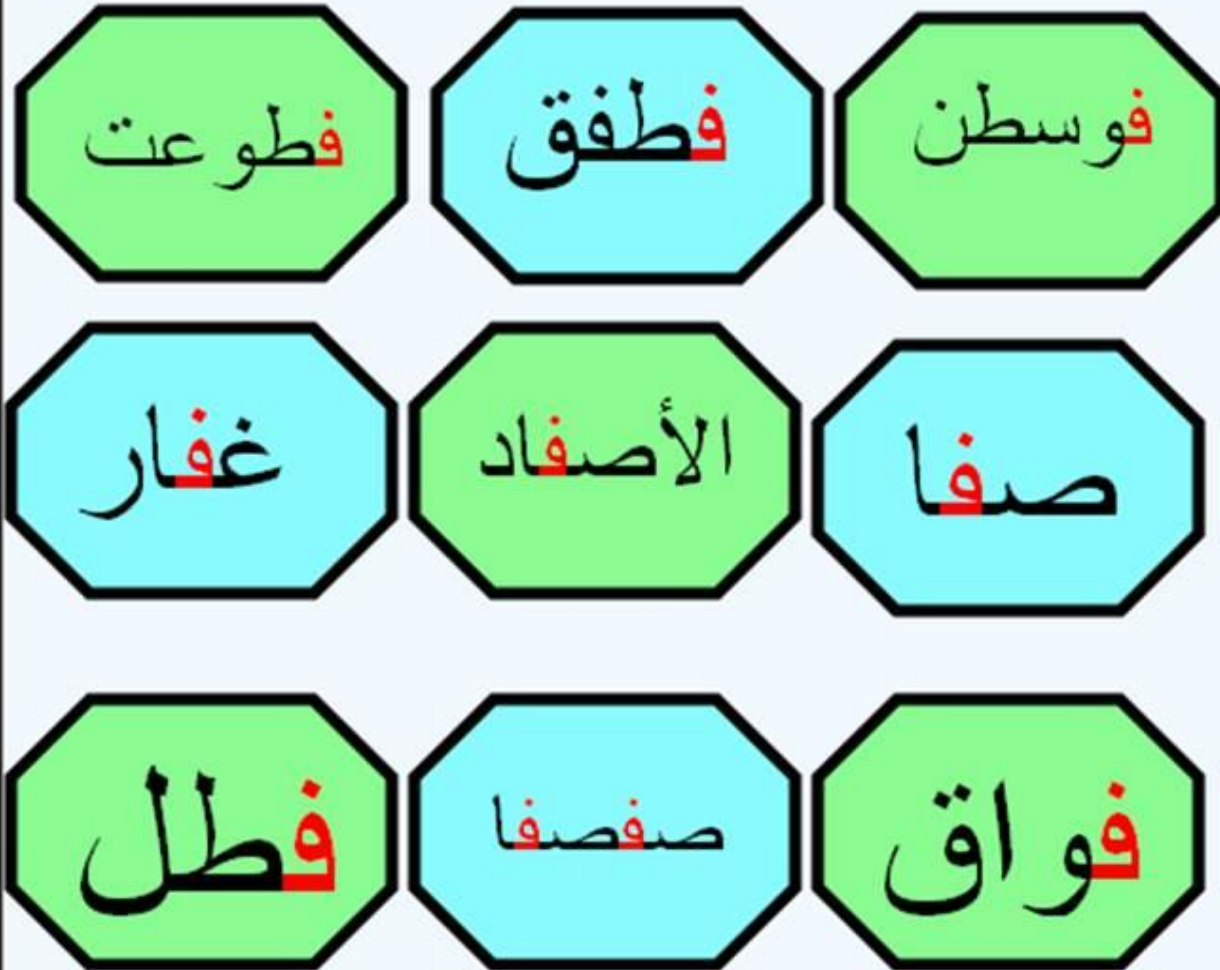 فوسطن
فطفق
فطوعت
صفا
الأصفاد
غفار
فواق
صفصفا
فطل